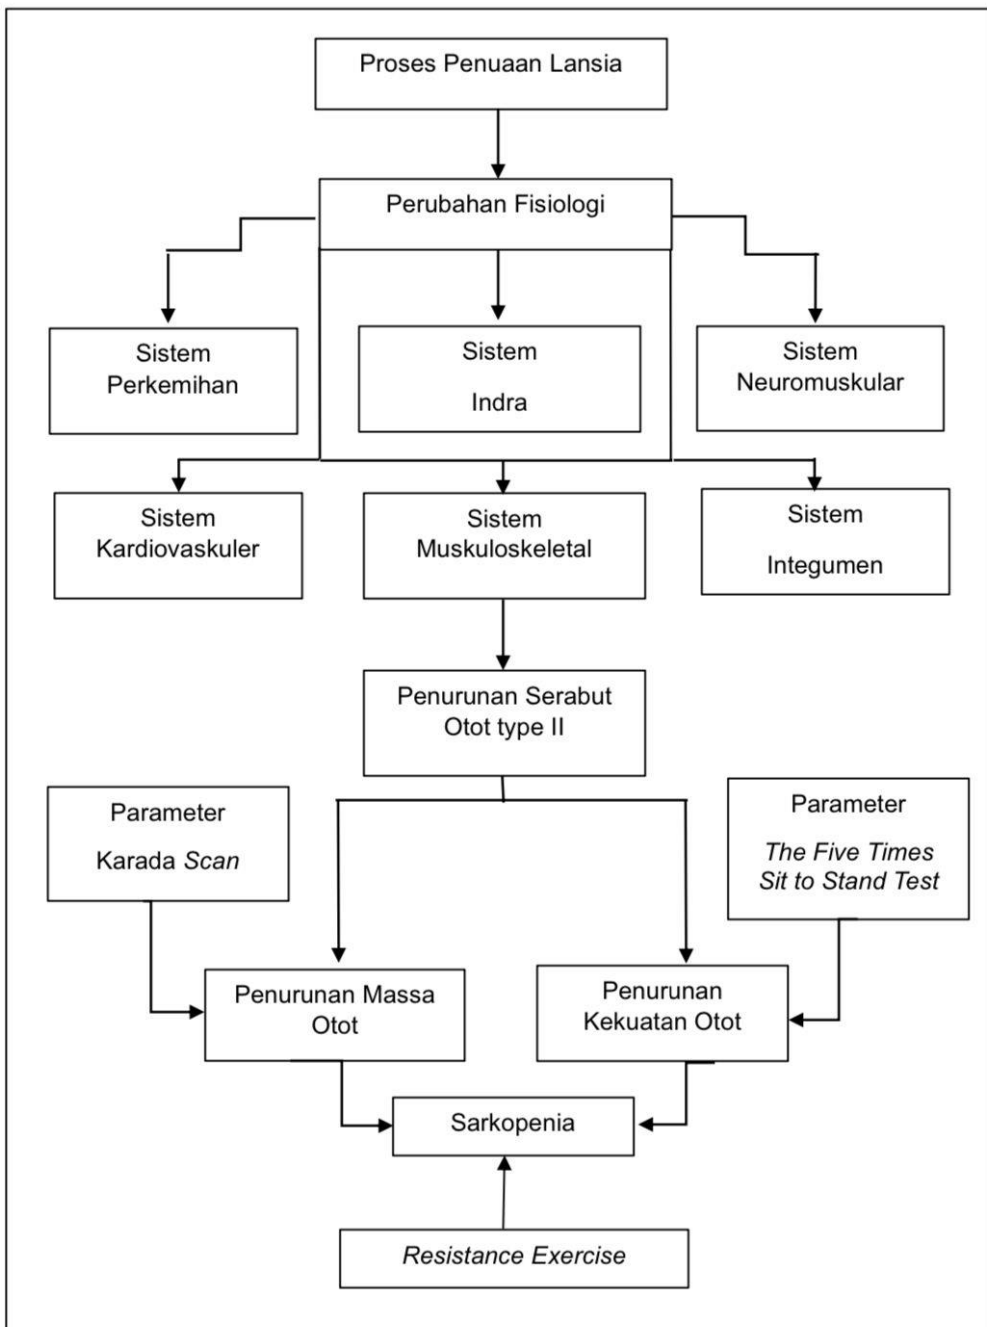 Proses Penuaan Lansia
Perubahan Fisiologi
Sistem
Perkemihan
Sistem
Indra
Sistem
Neuromuskular
Sistem
Kardiovaskuler
Sistem
Muskuloskeletal
Sistem
Integumen
Penurunan Serabut
Otot type II
Parameter
Karada Scan
Parameter
The Five Times
Sit to Stand Test
Penurunan Massa
Otot
Penurunan
Kekuatan Otot
Sarkopenia
Resistance Exercise